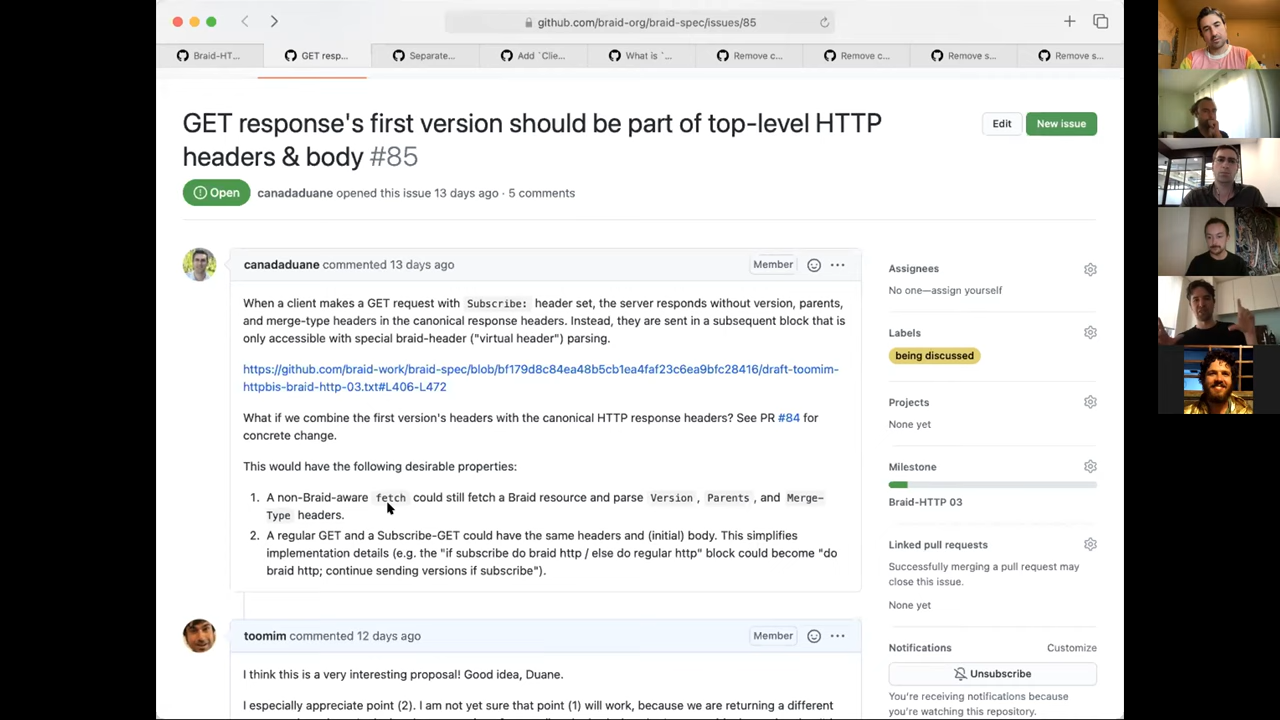 github.com/braid-org/braid-spec/issues/85
Braid-HT...
GET resp...
Separate...
Add `Clie...
What is `...
Remove c...
Remove c...
Remove s...
Remove s...
GET response's first version should be part of top-level HTTP
headers & body #85
Edit
New issue
Open
canadaduane opened this issue 13 days ago · 5 comments
canadaduane commented 13 days ago
Member
When a client makes a GET request with Subscribe: header set, the server responds without version, parents,
and merge-type headers in the canonical response headers. Instead, they are sent in a subsequent block that is
only accessible with special braid-header ("virtual header") parsing.
https://github.com/braid-work/braid-spec/blob/bf179d8c84ea48b5cb1ea4faf23c6ea9bfc28416/draft-toomim-
httpbis-braid-http-03.txt#L406-L472
What if we combine the first version's headers with the canonical HTTP response headers? See PR #84 for
concrete change.
This would have the following desirable properties:
1. A non-Braid-aware fetch could still fetch a Braid resource and parse Version, Parents, and Merge-
Type headers.
2. A regular GET and a Subscribe-GET could have the same headers and (initial) body. This simplifies
implementation details (e.g. the "if subscribe do braid http / else do regular http" block could become "do
braid http; continue sending versions if subscribe").
toomim commented 12 days ago
Member
I think this is a very interesting proposal! Good idea, Duane.
I especially appreciate point (2). I am not yet sure that point (1) will work, because we are returning a different
Assignees
No one—assign yourself
Labels
being discussed
Projects
None yet
Milestone
Braid-HTTP 03
Linked pull requests
Successfully merging a pull request may
close this issue.
None yet
Notifications
Customize
Unsubscribe
You're receiving notifications because
you're watching this repository.